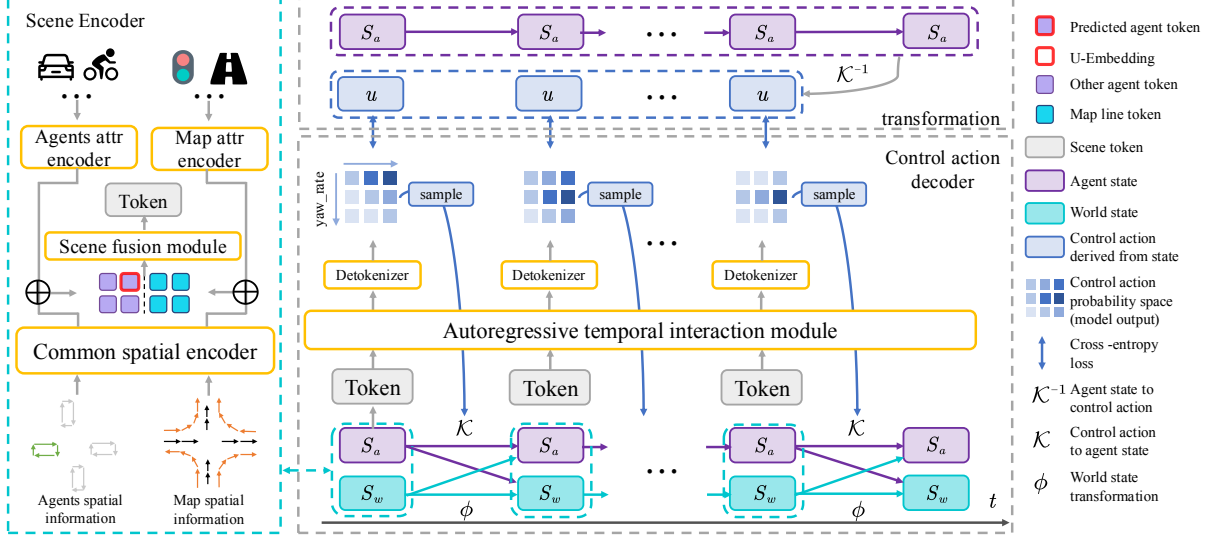 Scene Encoder
Agents attr
encoder
Map attr
encoder
Token
Scene fusion module
Common spatial encoder
Agents spatial
information
Map spatial
information
S_a
S_a
S_a
S_a
u
u
u
K^{-1}
transformation
Control action
decoder
yaw_rate
sample
sample
sample
Detokenizer
Detokenizer
Detokenizer
Autoregressive temporal interaction module
Token
Token
Token
K
K
S_a
S_a
S_a
S_a
S_w
S_w
S_w
S_w
ϕ
ϕ
t
Predicted agent token
U-Embedding
Other agent token
Map line token
Scene token
Agent state
World state
Control action
derived from state
Control action
probability space
(model output)
Cross -entropy
loss
K^{-1} Agent state to
control action
K Control action
to agent state
ϕ World state
transformation